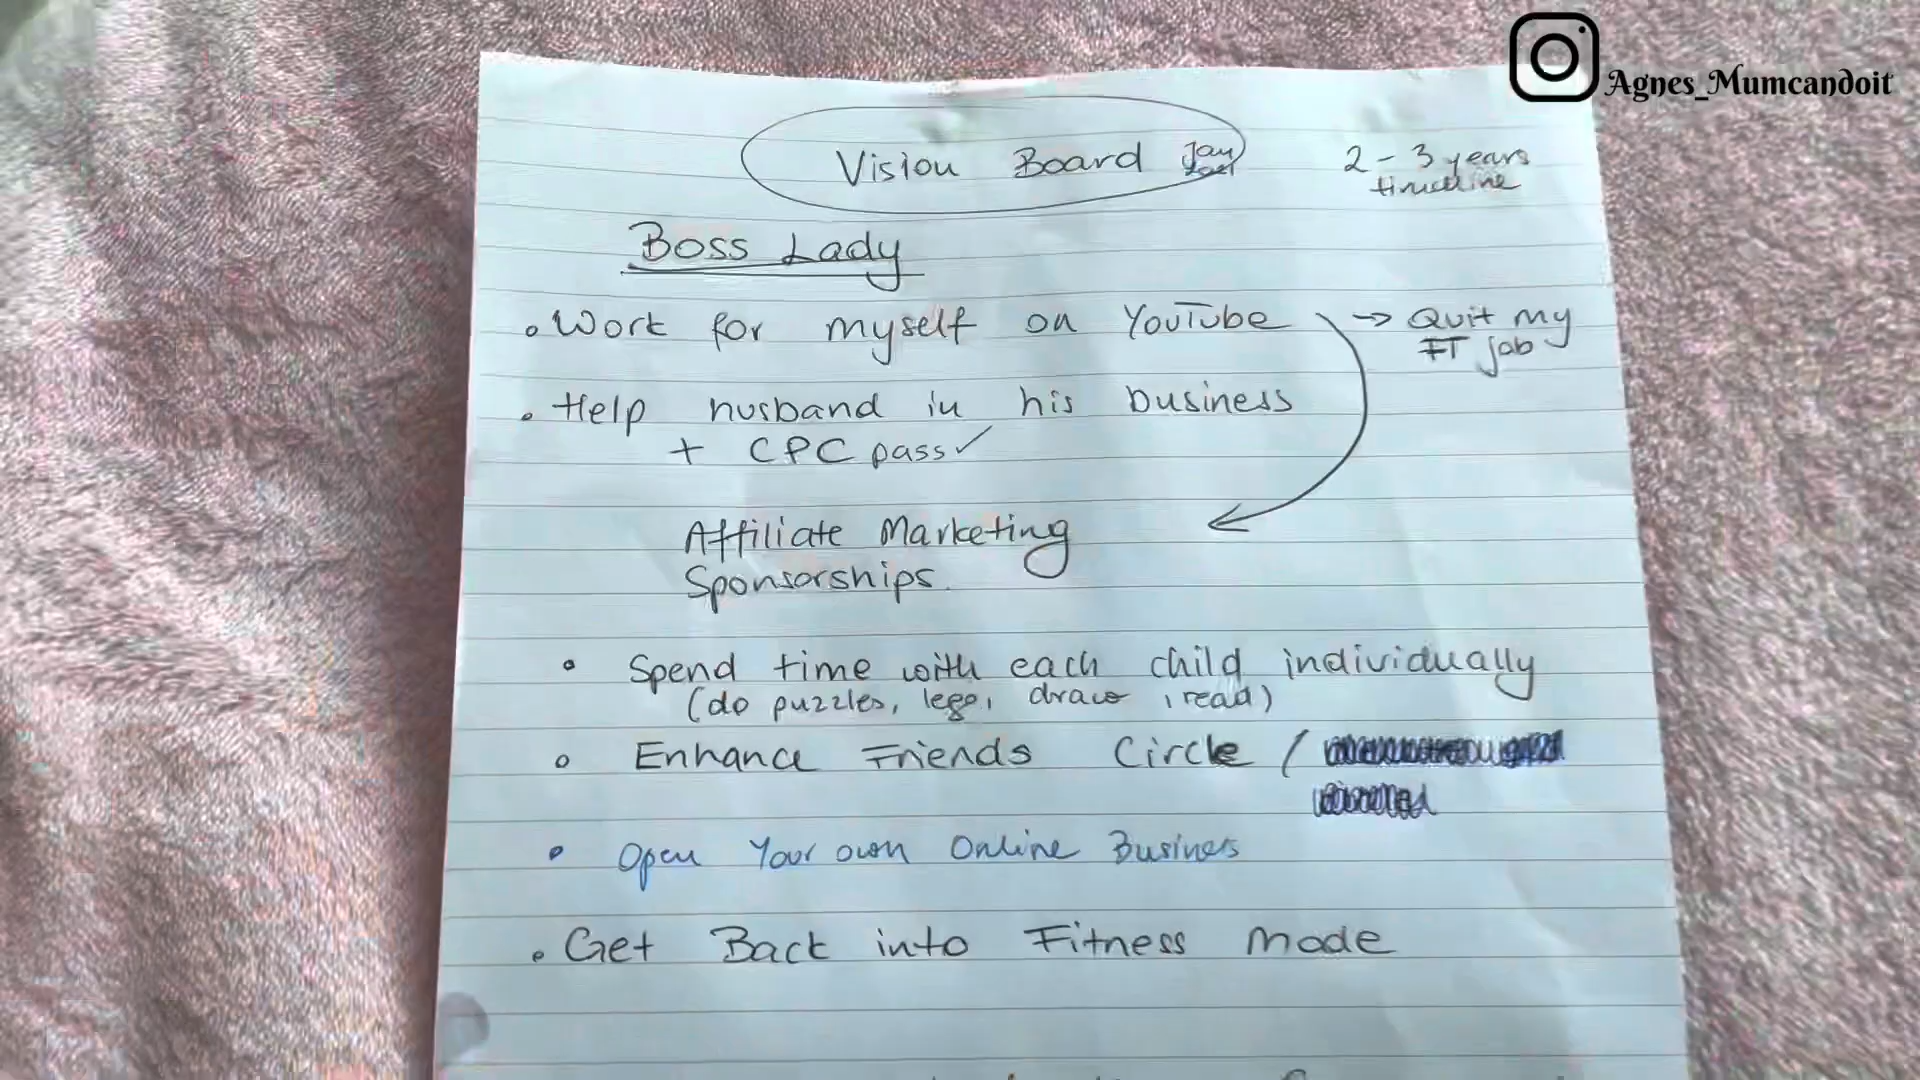 Agnes_Mumcandoit
Vision Board Jan
2 - 3 years
timeline
Boss Lady
• Work for myself on YouTube → Quit my
FT job
• Help husband in his business
+ CPC pass ✓
Affiliate Marketing
Sponsorships.
• Spend time with each child individually
(do puzzles, lego, draw, read)
• Enhance Friends Circle /
• Open Your own Online Business
• Get Back into Fitness Mode